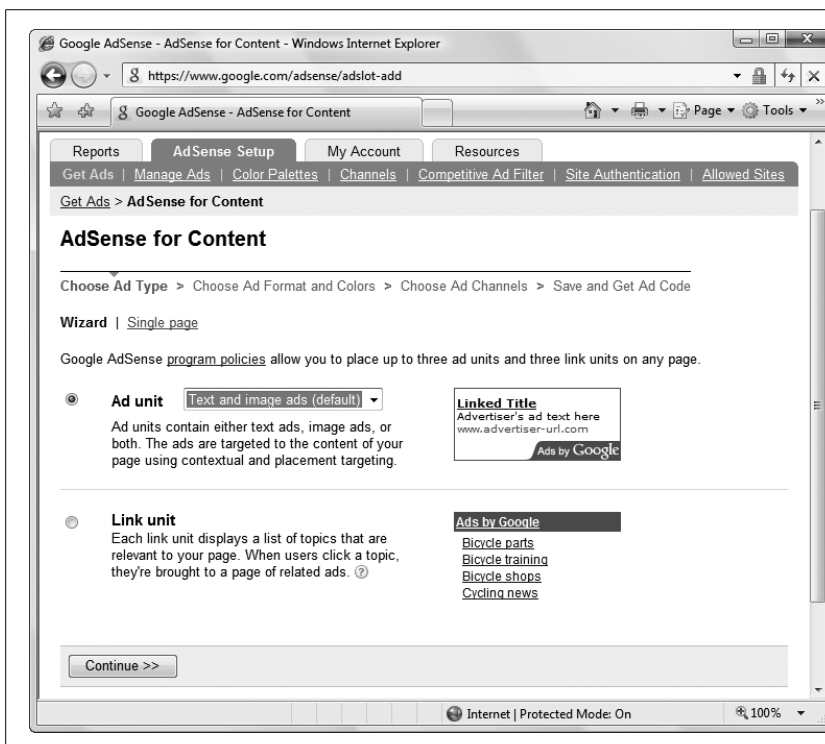 Google AdSense - AdSense for Content - Windows Internet Explorer
https://www.google.com/adsense/adslot-add
Google AdSense - AdSense for Content
Page
Tools
»
Reports
AdSense Setup
My Account
Resources
Get Ads | Manage Ads | Color Palettes | Channels | Competitive Ad Filter | Site Authentication | Allowed Sites
Get Ads > AdSense for Content
AdSense for Content
Choose Ad Type > Choose Ad Format and Colors > Choose Ad Channels > Save and Get Ad Code
Wizard | Single page
Google AdSense program policies allow you to place up to three ad units and three link units on any page.
Ad unit
Text and image ads (default)
Ad units contain either text ads, image ads, or
both. The ads are targeted to the content of your
page using contextual and placement targeting.
Linked Title
Advertiser's ad text here
www.advertiser-url.com
Ads by Google
Link unit
Each link unit displays a list of topics that are
relevant to your page. When users click a topic,
they're brought to a page of related ads. ?
Ads by Google
Bicycle parts
Bicycle training
Bicycle shops
Cycling news
Continue >>
Internet | Protected Mode: On
100%